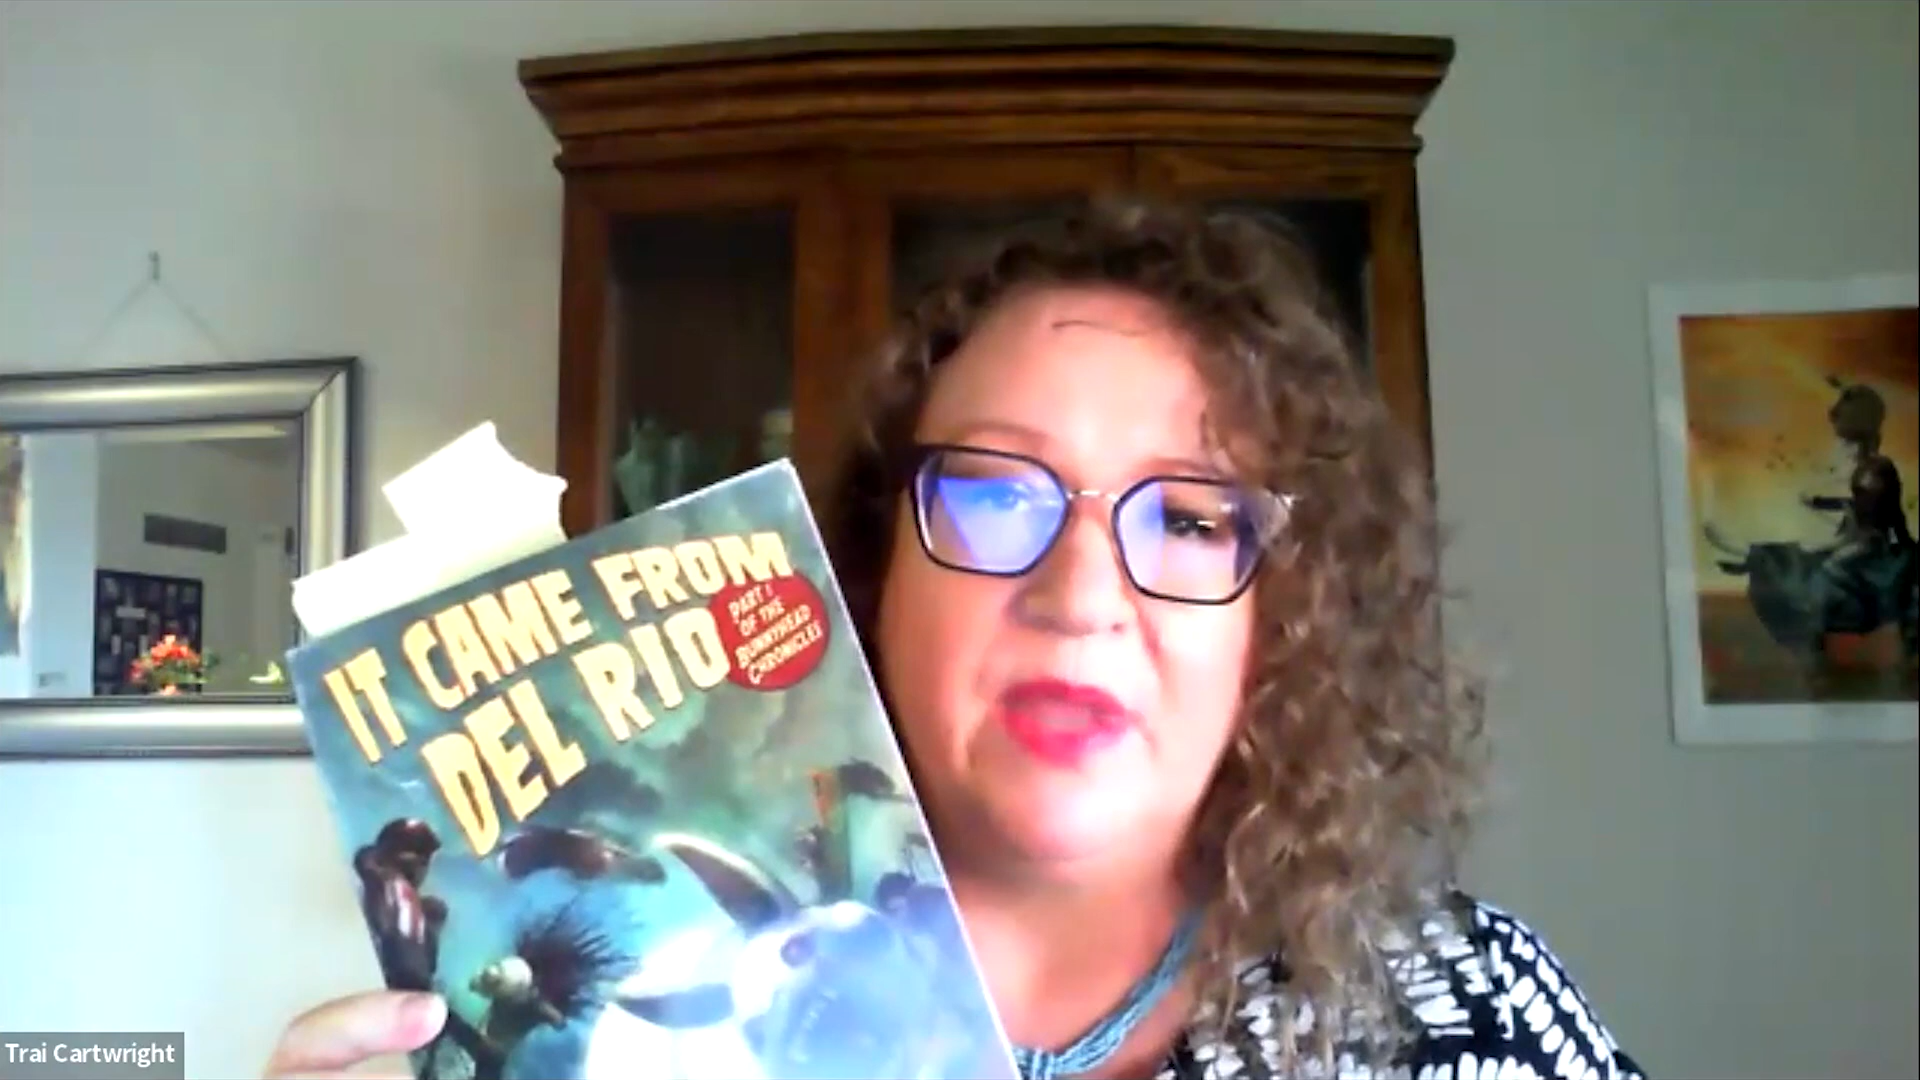 IT CAME FROM
DEL RIO
PART I
OF THE
BUNNYHEAD
CHRONICLES
Trai Cartwright